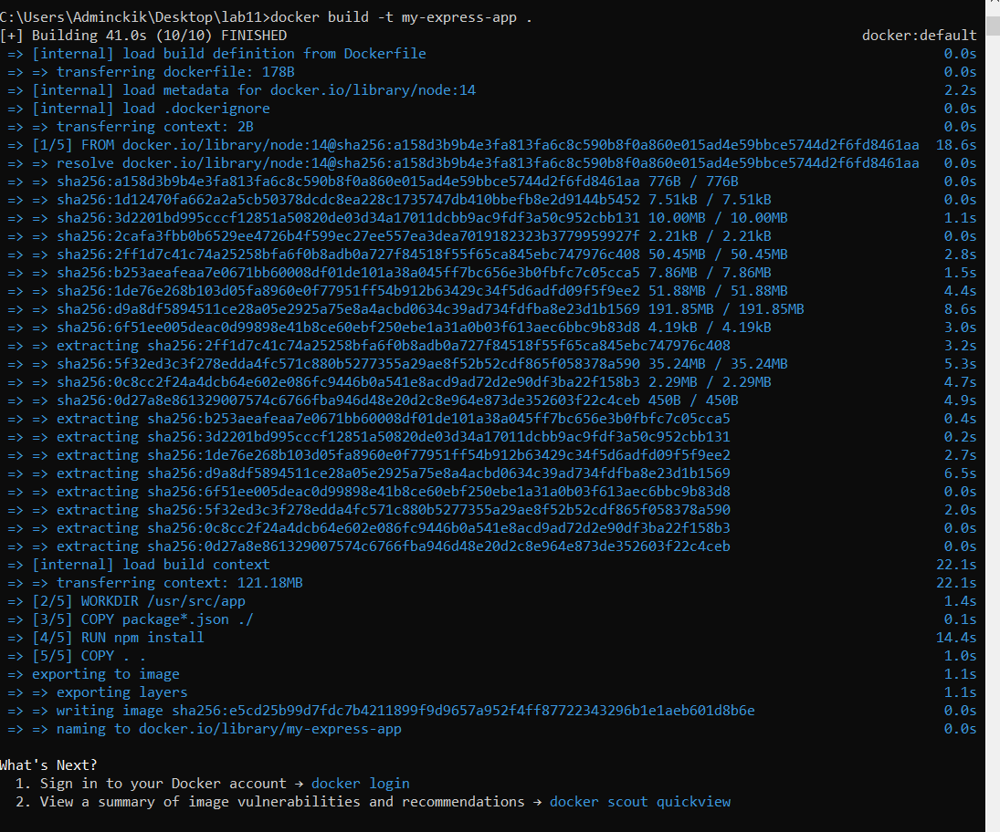 C:\Users\Adminckik\Desktop\lab11>docker build -t my-express-app .
[+] Building 41.0s (10/10) FINISHED docker:default
=> [internal] load build definition from Dockerfile 0.0s
=> => transferring dockerfile: 178B 0.0s
=> [internal] load metadata for docker.io/library/node:14 2.2s
=> [internal] load .dockerignore 0.0s
=> => transferring context: 2B 0.0s
=> [1/5] FROM docker.io/library/node:14@sha256:a158d3b9b4e3fa813fa6c8c590b8f0a860e015ad4e59bbce5744d2f6fd8461aa 18.6s
=> => resolve docker.io/library/node:14@sha256:a158d3b9b4e3fa813fa6c8c590b8f0a860e015ad4e59bbce5744d2f6fd8461aa 0.0s
=> => sha256:a158d3b9b4e3fa813fa6c8c590b8f0a860e015ad4e59bbce5744d2f6fd8461aa 776B / 776B 0.0s
=> => sha256:1d12470fa662a2a5cb50378dcdc8ea228c1735747db410bbefb8e2d9144b5452 7.51kB / 7.51kB 0.0s
=> => sha256:3d2201bd995cccf12851a50820de03d34a17011dcbb9ac9fdf3a50c952cbb131 10.00MB / 10.00MB 1.1s
=> => sha256:2cafa3fbb0b6529ee4726b4f599ec27ee557ea3dea7019182323b3779959927f 2.21kB / 2.21kB 0.0s
=> => sha256:2ff1d7c41c74a25258bfa6f0b8adb0a727f84518f55f65ca845ebc747976c408 50.45MB / 50.45MB 2.8s
=> => sha256:b253aeafeaa7e0671bb60008df01de101a38a045ff7bc656e3b0fbfc7c05cca5 7.86MB / 7.86MB 1.5s
=> => sha256:1de76e268b103d05fa8960e0f77951ff54b912b63429c34f5d6adfd09f5f9ee2 51.88MB / 51.88MB 4.4s
=> => sha256:d9a8df5894511ce28a05e2925a75e8a4acbd0634c39ad734fdfba8e23d1b1569 191.85MB / 191.85MB 8.6s
=> => sha256:6f51ee005deac0d99898e41b8ce60ebf250ebe1a31a0b03f613aec6bbc9b83d8 4.19kB / 4.19kB 3.0s
=> => extracting sha256:2ff1d7c41c74a25258bfa6f0b8adb0a727f84518f55f65ca845ebc747976c408 3.2s
=> => sha256:5f32ed3c3f278edda4fc571c880b5277355a29ae8f52b52cdf865f058378a590 35.24MB / 35.24MB 5.3s
=> => sha256:0c8cc2f24a4dcb64e602e086fc9446b0a541e8acd9ad72d2e90df3ba22f158b3 2.29MB / 2.29MB 4.7s
=> => sha256:0d27a8e861329007574c6766fba946d48e20d2c8e964e873de352603f22c4ceb 450B / 450B 4.9s
=> => extracting sha256:b253aeafeaa7e0671bb60008df01de101a38a045ff7bc656e3b0fbfc7c05cca5 0.4s
=> => extracting sha256:3d2201bd995cccf12851a50820de03d34a17011dcbb9ac9fdf3a50c952cbb131 0.2s
=> => extracting sha256:1de76e268b103d05fa8960e0f77951ff54b912b63429c34f5d6adfd09f5f9ee2 2.7s
=> => extracting sha256:d9a8df5894511ce28a05e2925a75e8a4acbd0634c39ad734fdfba8e23d1b1569 6.5s
=> => extracting sha256:6f51ee005deac0d99898e41b8ce60ebf250ebe1a31a0b03f613aec6bbc9b83d8 0.0s
=> => extracting sha256:5f32ed3c3f278edda4fc571c880b5277355a29ae8f52b52cdf865f058378a590 2.0s
=> => extracting sha256:0c8cc2f24a4dcb64e602e086fc9446b0a541e8acd9ad72d2e90df3ba22f158b3 0.0s
=> => extracting sha256:0d27a8e861329007574c6766fba946d48e20d2c8e964e873de352603f22c4ceb 0.0s
=> [internal] load build context 22.1s
=> => transferring context: 121.18MB 22.1s
=> [2/5] WORKDIR /usr/src/app 1.4s
=> [3/5] COPY package*.json ./ 0.1s
=> [4/5] RUN npm install 14.4s
=> [5/5] COPY . . 1.0s
=> exporting to image 1.1s
=> => exporting layers 1.1s
=> => writing image sha256:e5cd25b99d7fdc7b4211899f9d9657a952f4ff87722343296b1e1aeb601d8b6e 0.0s
=> => naming to docker.io/library/my-express-app 0.0s
What's Next?
1. Sign in to your Docker account → docker login
2. View a summary of image vulnerabilities and recommendations → docker scout quickview